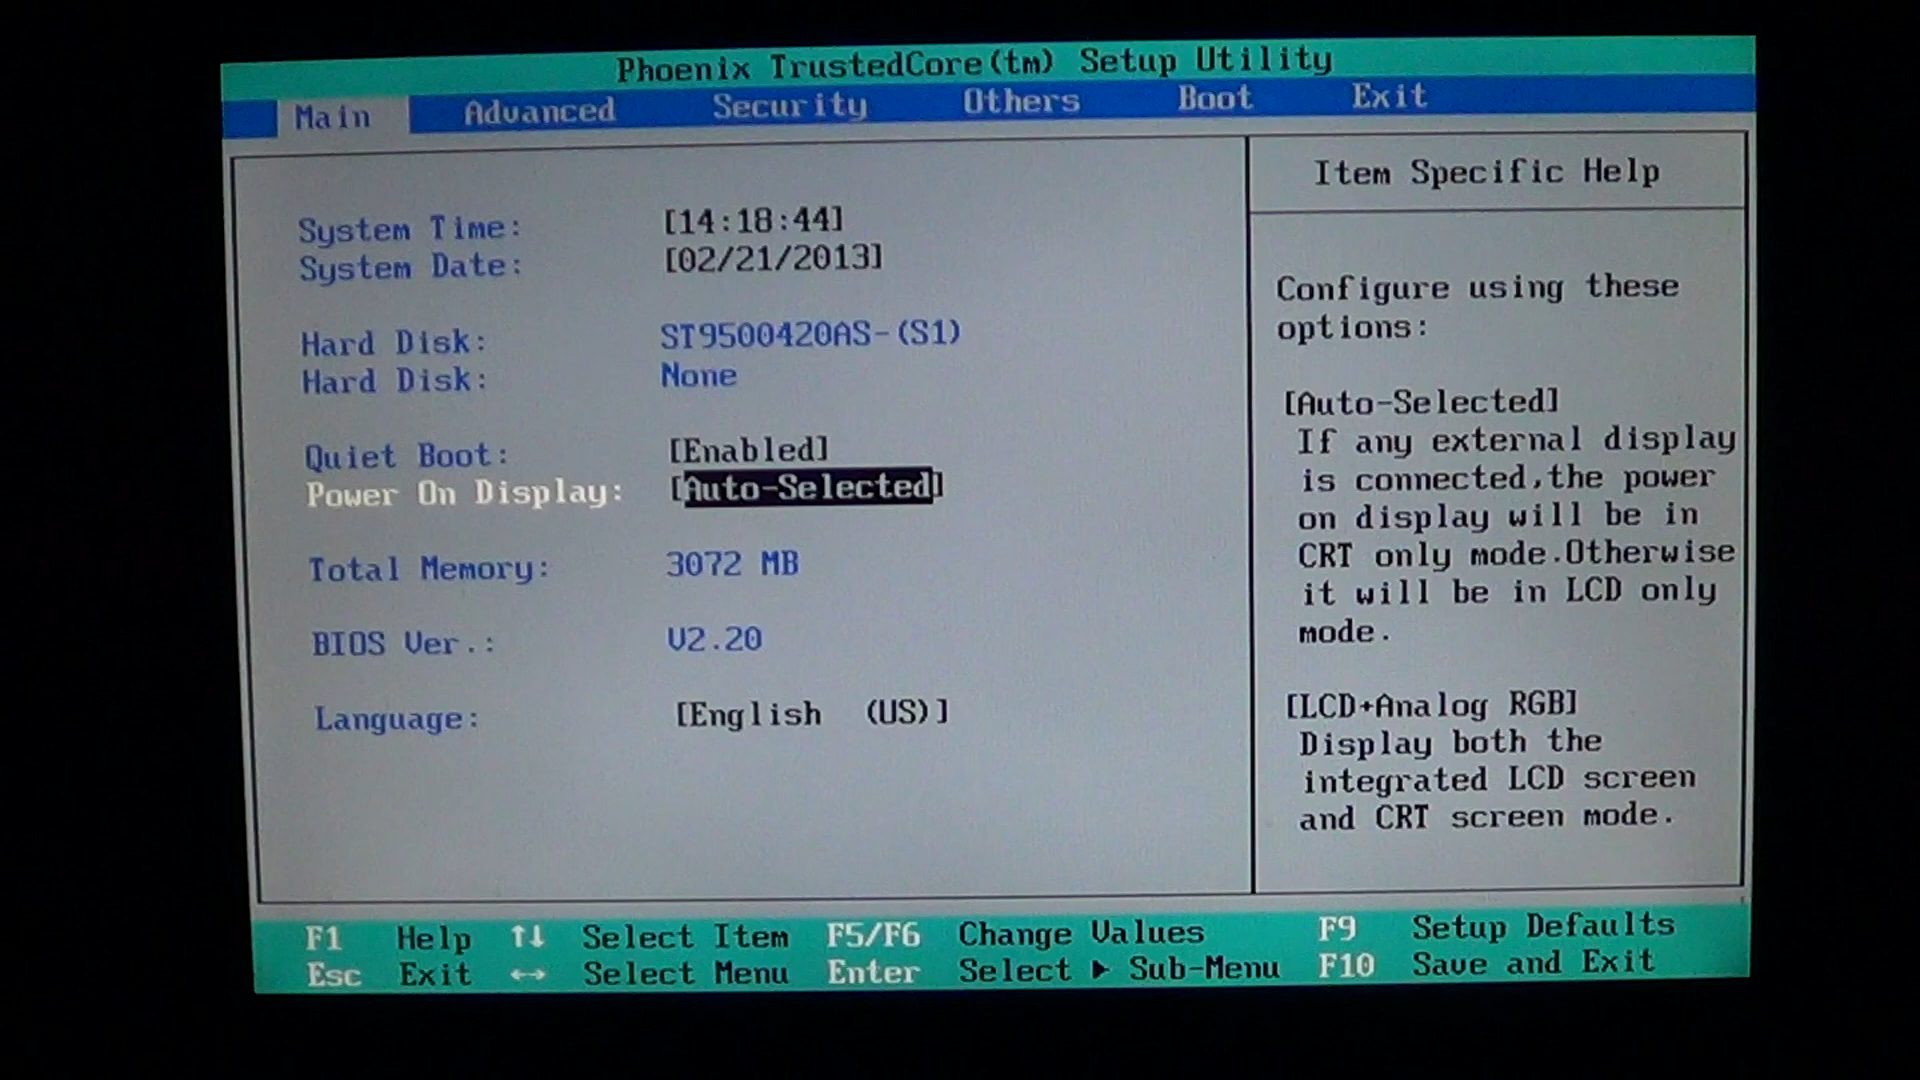 Phoenix TrustedCore(tm) Setup Utility
Main Advanced Security Others Boot Exit
Item Specific Help
System Time: [14:18:44]
System Date: [02/21/2013]
Hard Disk: ST9500420AS-(S1)
Hard Disk: None
Quiet Boot: [Enabled]
Power On Display: [Auto-Selected]
Total Memory: 3072 MB
BIOS Ver.: V2.20
Language: [English (US)]
Configure using these
options:
[Auto-Selected]
If any external display
is connected,the power
on display will be in
CRT only mode.Otherwise
it will be in LCD only
mode.
[LCD+Analog RGB]
Display both the
integrated LCD screen
and CRT screen mode.
F1 Help ↑↓ Select Item F5/F6 Change Values F9 Setup Defaults
Esc Exit ↔ Select Menu Enter Select ▶ Sub-Menu F10 Save and Exit